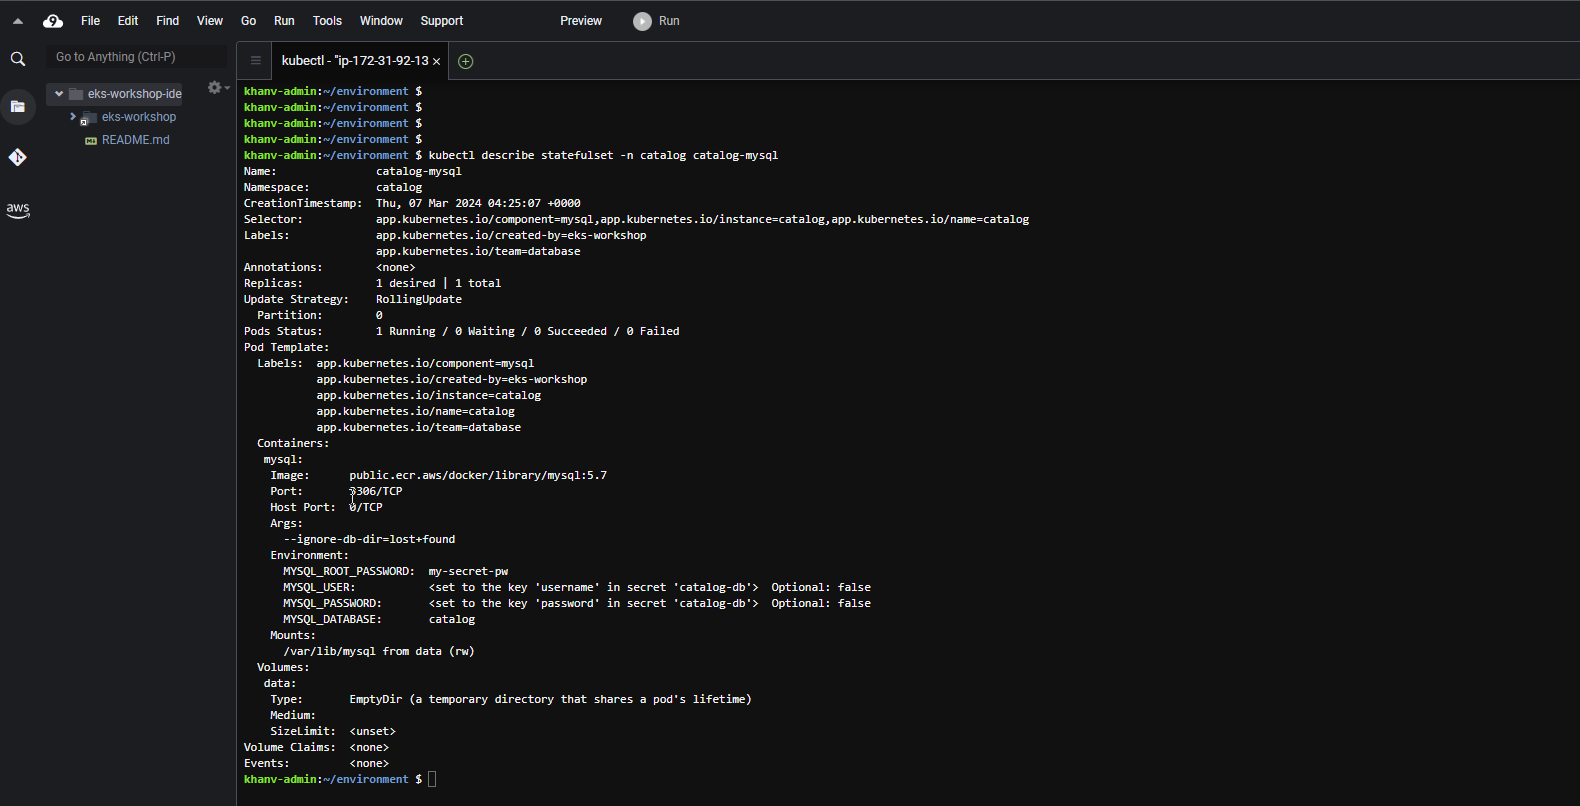 File Edit Find View Go Run Tools Window Support Preview Run
Go to Anything (Ctrl-P)
kubectl - "ip-172-31-92-13 ×
eks-workshop-ide
eks-workshop
README.md
aws
khanv-admin:~/environment $
khanv-admin:~/environment $
khanv-admin:~/environment $
khanv-admin:~/environment $
khanv-admin:~/environment $ kubectl describe statefulset -n catalog catalog-mysql
Name: catalog-mysql
Namespace: catalog
CreationTimestamp: Thu, 07 Mar 2024 04:25:07 +0000
Selector: app.kubernetes.io/component=mysql,app.kubernetes.io/instance=catalog,app.kubernetes.io/name=catalog
Labels: app.kubernetes.io/created-by=eks-workshop
app.kubernetes.io/team=database
Annotations: <none>
Replicas: 1 desired | 1 total
Update Strategy: RollingUpdate
Partition: 0
Pods Status: 1 Running / 0 Waiting / 0 Succeeded / 0 Failed
Pod Template:
Labels: app.kubernetes.io/component=mysql
app.kubernetes.io/created-by=eks-workshop
app.kubernetes.io/instance=catalog
app.kubernetes.io/name=catalog
app.kubernetes.io/team=database
Containers:
mysql:
Image: public.ecr.aws/docker/library/mysql:5.7
Port: 3306/TCP
Host Port: 0/TCP
Args:
--ignore-db-dir=lost+found
Environment:
MYSQL_ROOT_PASSWORD: my-secret-pw
MYSQL_USER: <set to the key 'username' in secret 'catalog-db'> Optional: false
MYSQL_PASSWORD: <set to the key 'password' in secret 'catalog-db'> Optional: false
MYSQL_DATABASE: catalog
Mounts:
/var/lib/mysql from data (rw)
Volumes:
data:
Type: EmptyDir (a temporary directory that shares a pod's lifetime)
Medium:
SizeLimit: <unset>
Volume Claims: <none>
Events: <none>
khanv-admin:~/environment $